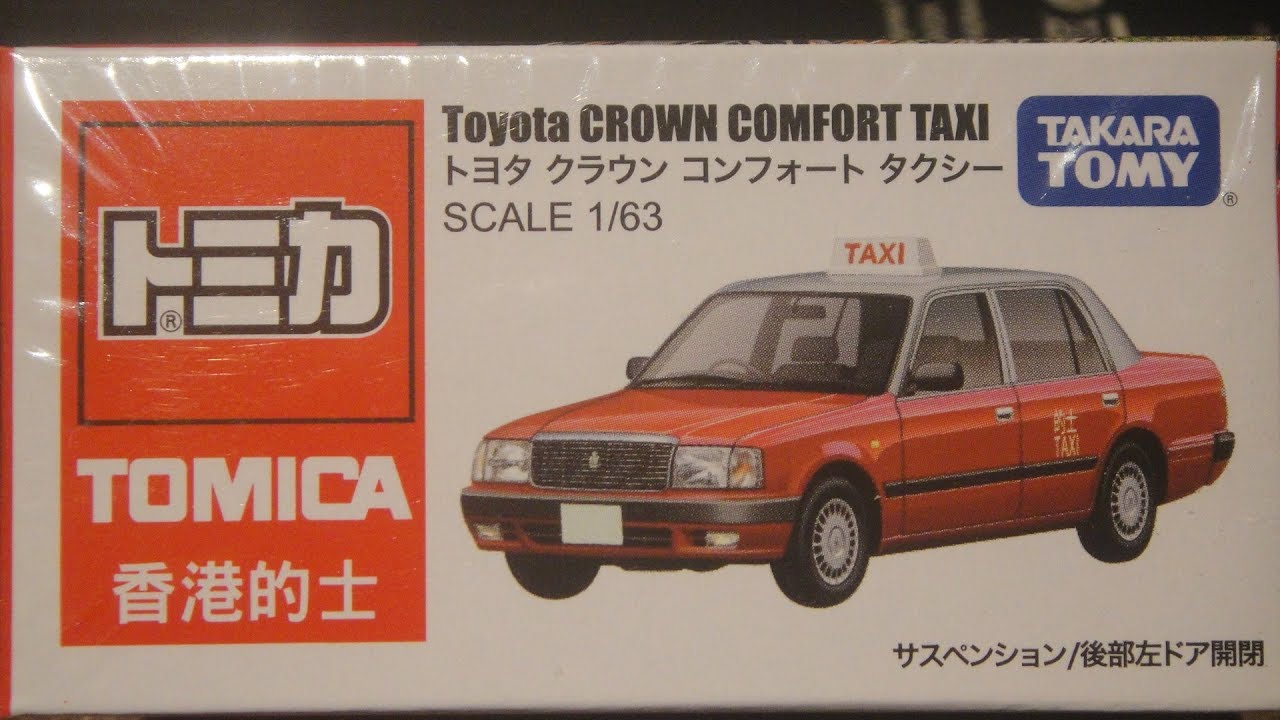 Toyota CROWN COMFORT TAXI
トヨタ クラウン コンフォート タクシー
SCALE 1/63
TAKARA
TOMY
®
トミカ
®
TOMICA
香港的士
TAXI
的士
TAXI
サスペンション/後部左ドア開閉